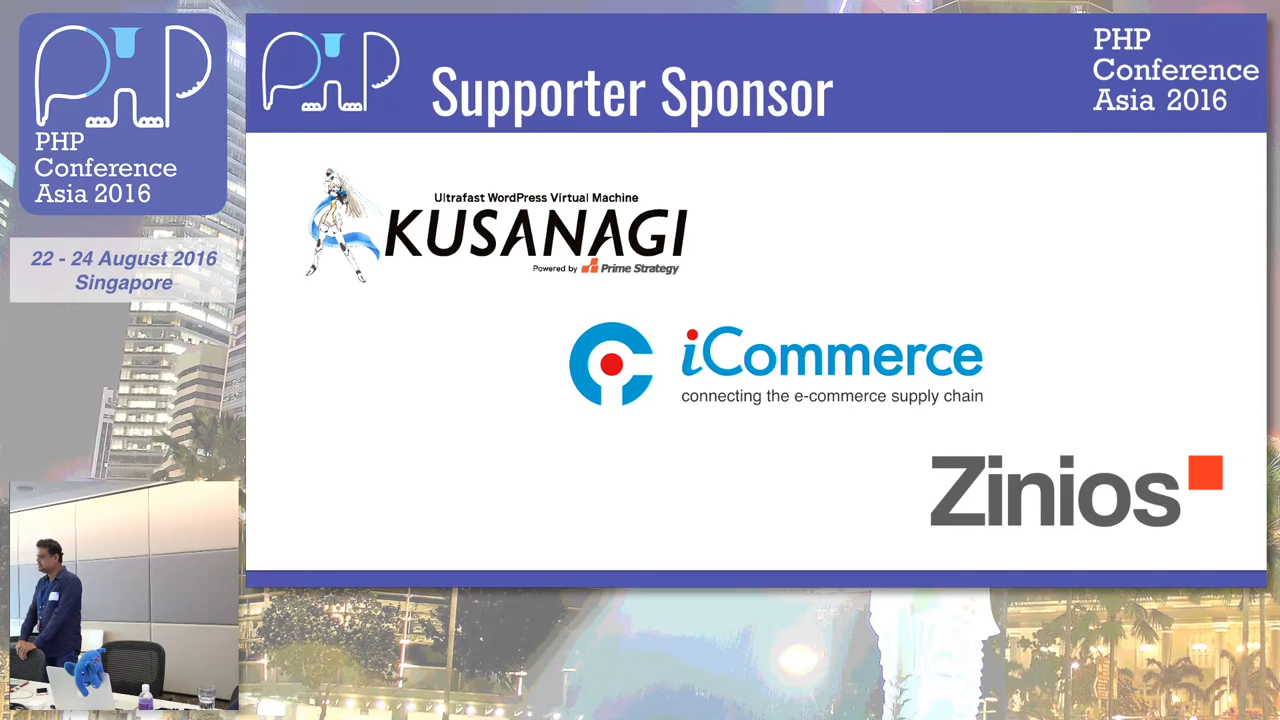 PHP
Conference
Asia 2016
22 - 24 August 2016
Singapore
Supporter Sponsor
PHP
Conference
Asia 2016
Ultrafast WordPress Virtual Machine
KUSANAGI
Powered by Prime Strategy
iCommerce
connecting the e-commerce supply chain
Zinios